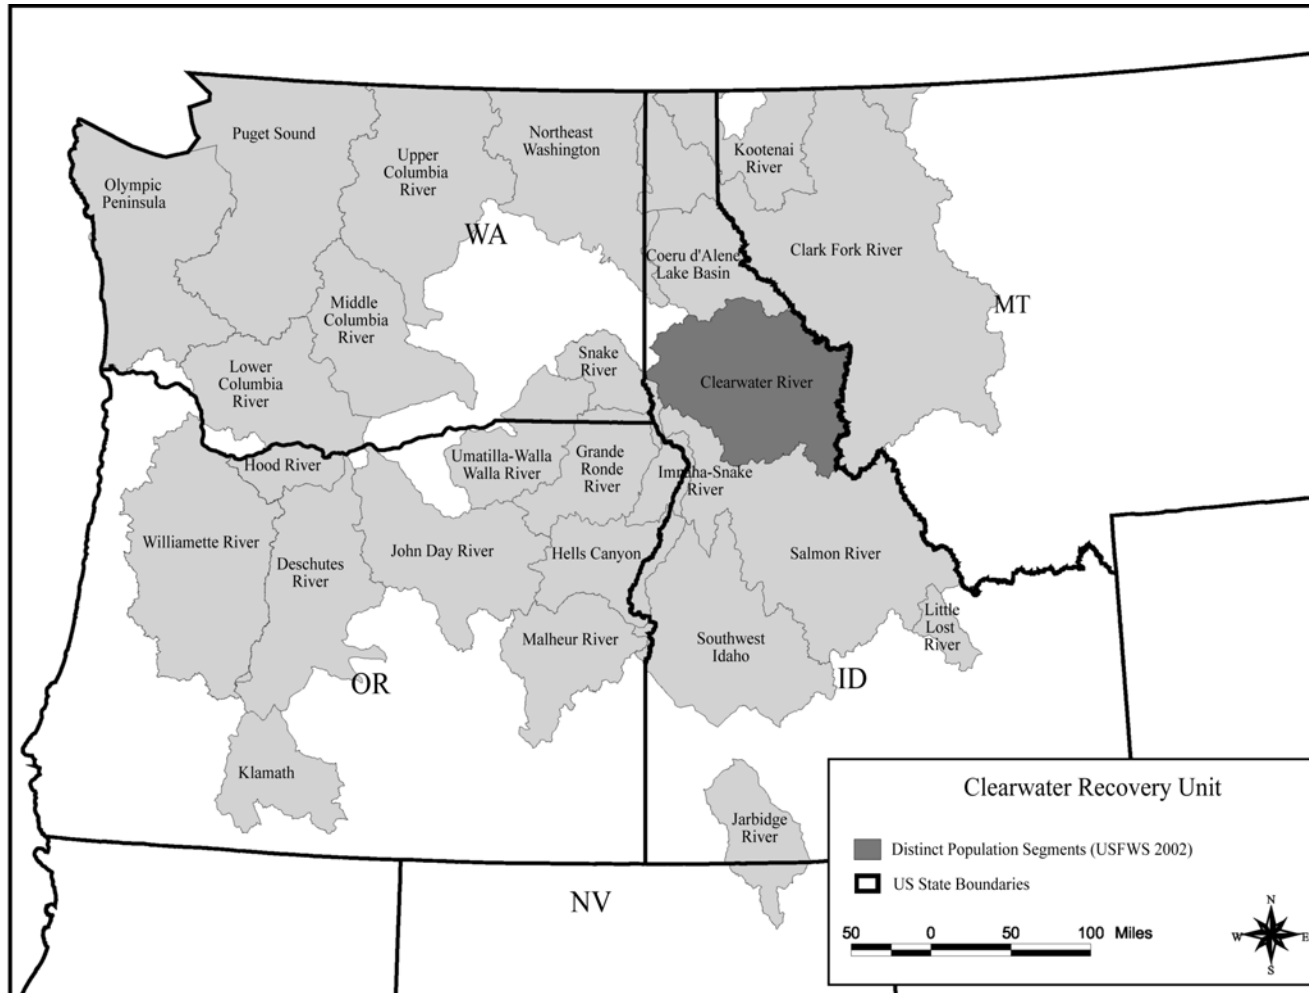 Puget Sound
Northeast
Washington
Upper
Columbia
River
Kootenai
River
Olympic
Peninsula
WA
Clark Fork River
Coeru d'Alene
Lake Basin
MT
Middle
Columbia
River
Snake
River
Lower
Columbia
River
Clearwater River
Hood River
Umatilla-Walla
Walla River
Grande
Ronde
River
Imnaha-Snake
River
Williamette River
Deschutes
River
John Day River
Hells Canyon
Salmon River
Little
Lost
River
Malheur River
Southwest
Idaho
OR
ID
Klamath
Jarbidge
River
NV
Clearwater Recovery Unit
Distinct Population Segments (USFWS 2002)
US State Boundaries
50 0 50 100 Miles
N
W E
S